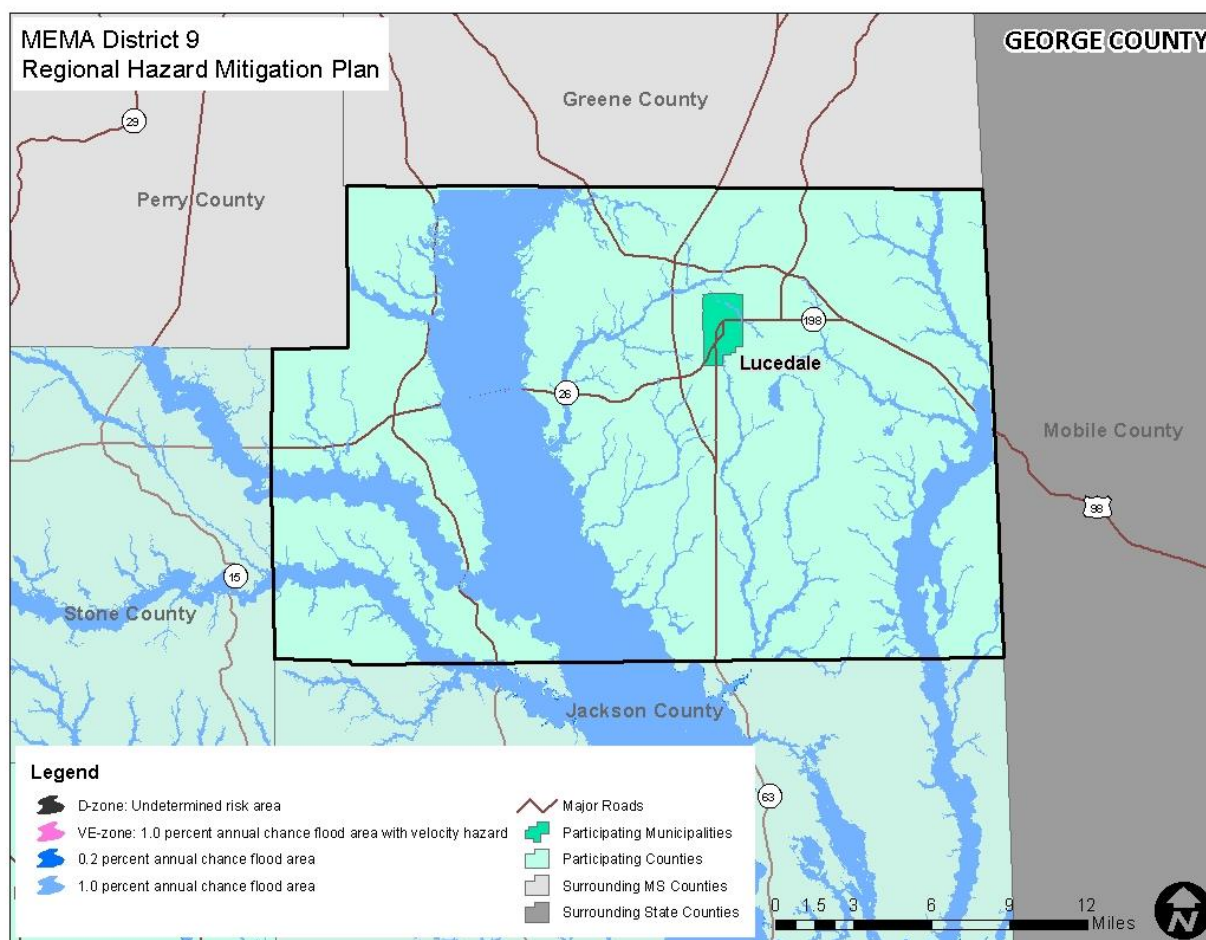 MEMA District 9
Regional Hazard Mitigation Plan
GEORGE COUNTY
Greene County
29
Perry County
198
Lucedale
26
Mobile County
98
15
Stone County
Jackson County
63
Legend
D-zone: Undetermined risk area
VE-zone: 1.0 percent annual chance flood area with velocity hazard
0.2 percent annual chance flood area
1.0 percent annual chance flood area
Major Roads
Participating Municipalities
Participating Counties
Surrounding MS Counties
Surrounding State Counties
0 1.5 3 6 9 12
Miles
N